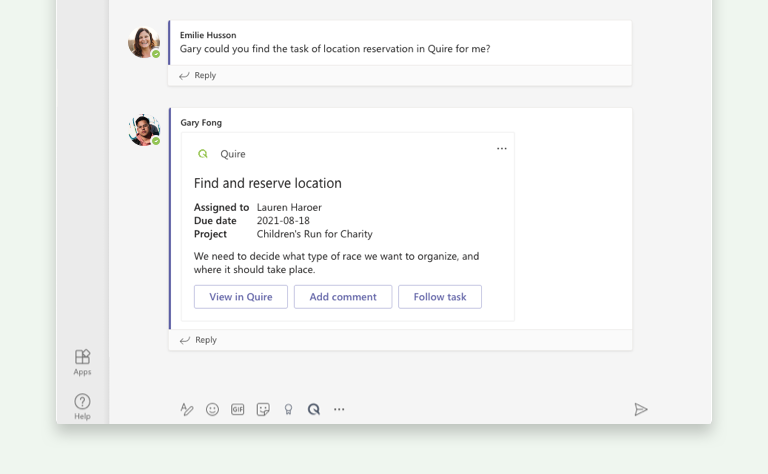 Emilie Husson
Gary could you find the task of location reservation in Quire for me?
Reply
Gary Fong
Quire
Find and reserve location
Assigned to Lauren Haroer
Due date 2021-08-18
Project Children's Run for Charity
We need to decide what type of race we want to organize, and
where it should take place.
View in Quire Add comment Follow task
Reply
Apps
Help
GIF